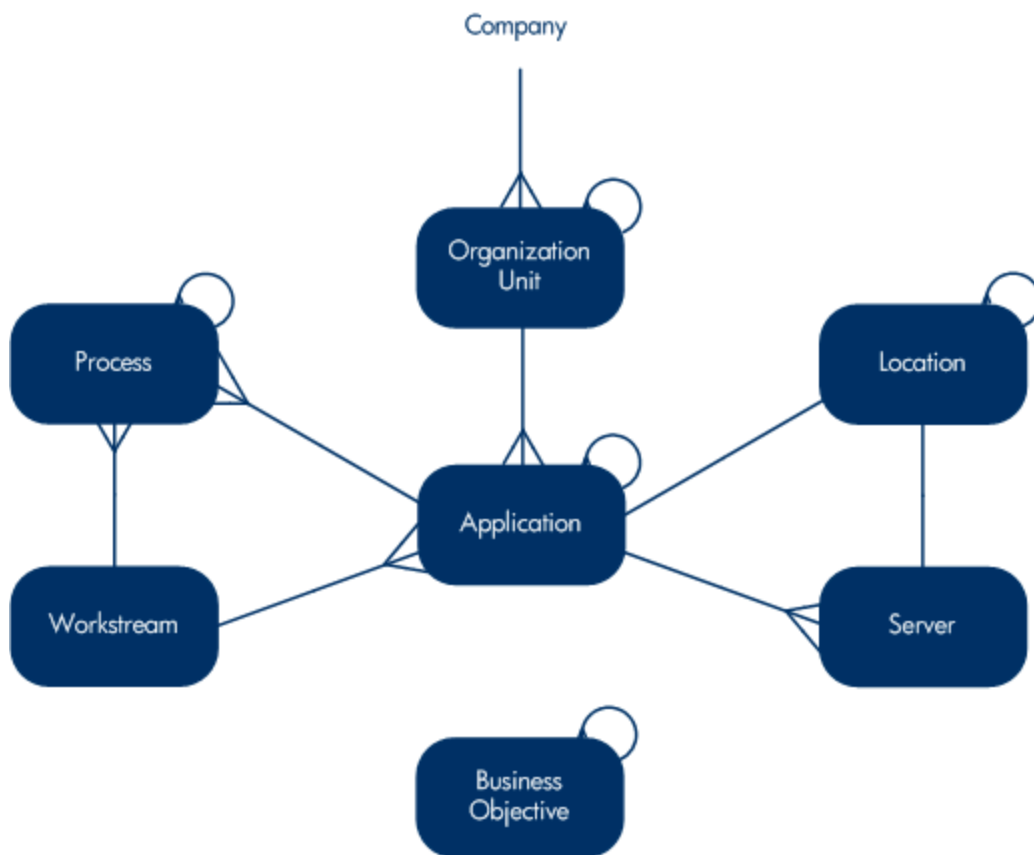 Company
Organization
Unit
Process
Location
Application
Workstream
Server
Business
Objective